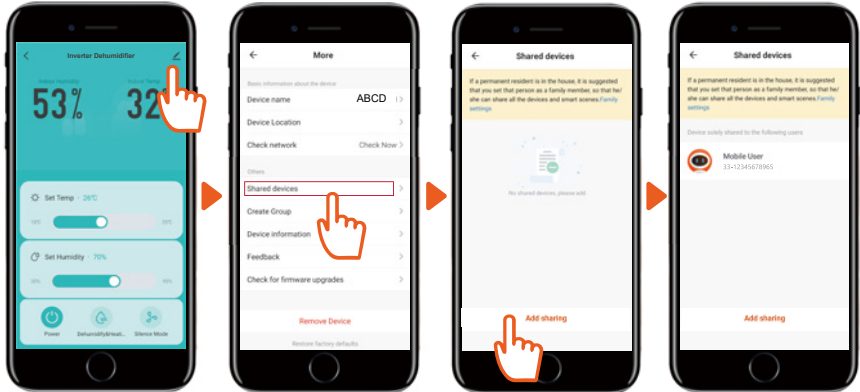 Inverter Dehumidifier
Indoor Humidity
53%
32
Set Temp · 26°C
Set Humidity · 70%
Power
Dehumidify&Heati...
Silence Mode
More
Basic Information about the device
Device name
ABCD
Device Location
Check network
Check Now
Others
Shared devices
Create Group
Device information
Feedback
Check for firmware upgrades
Remove Device
Restore factory defaults
Shared devices
If a permanent resident is in the house, it is suggested
that you set that person as a family member, so that he/
she can share all the devices and smart scenes.Family
settings
No shared devices, please add
Add sharing
Shared devices
If a permanent resident is in the house, it is suggested
that you set that person as a family member, so that he/
she can share all the devices and smart scenes.Family
settings
Device solely shared to the following users
Mobile User
33-12345678965
Add sharing